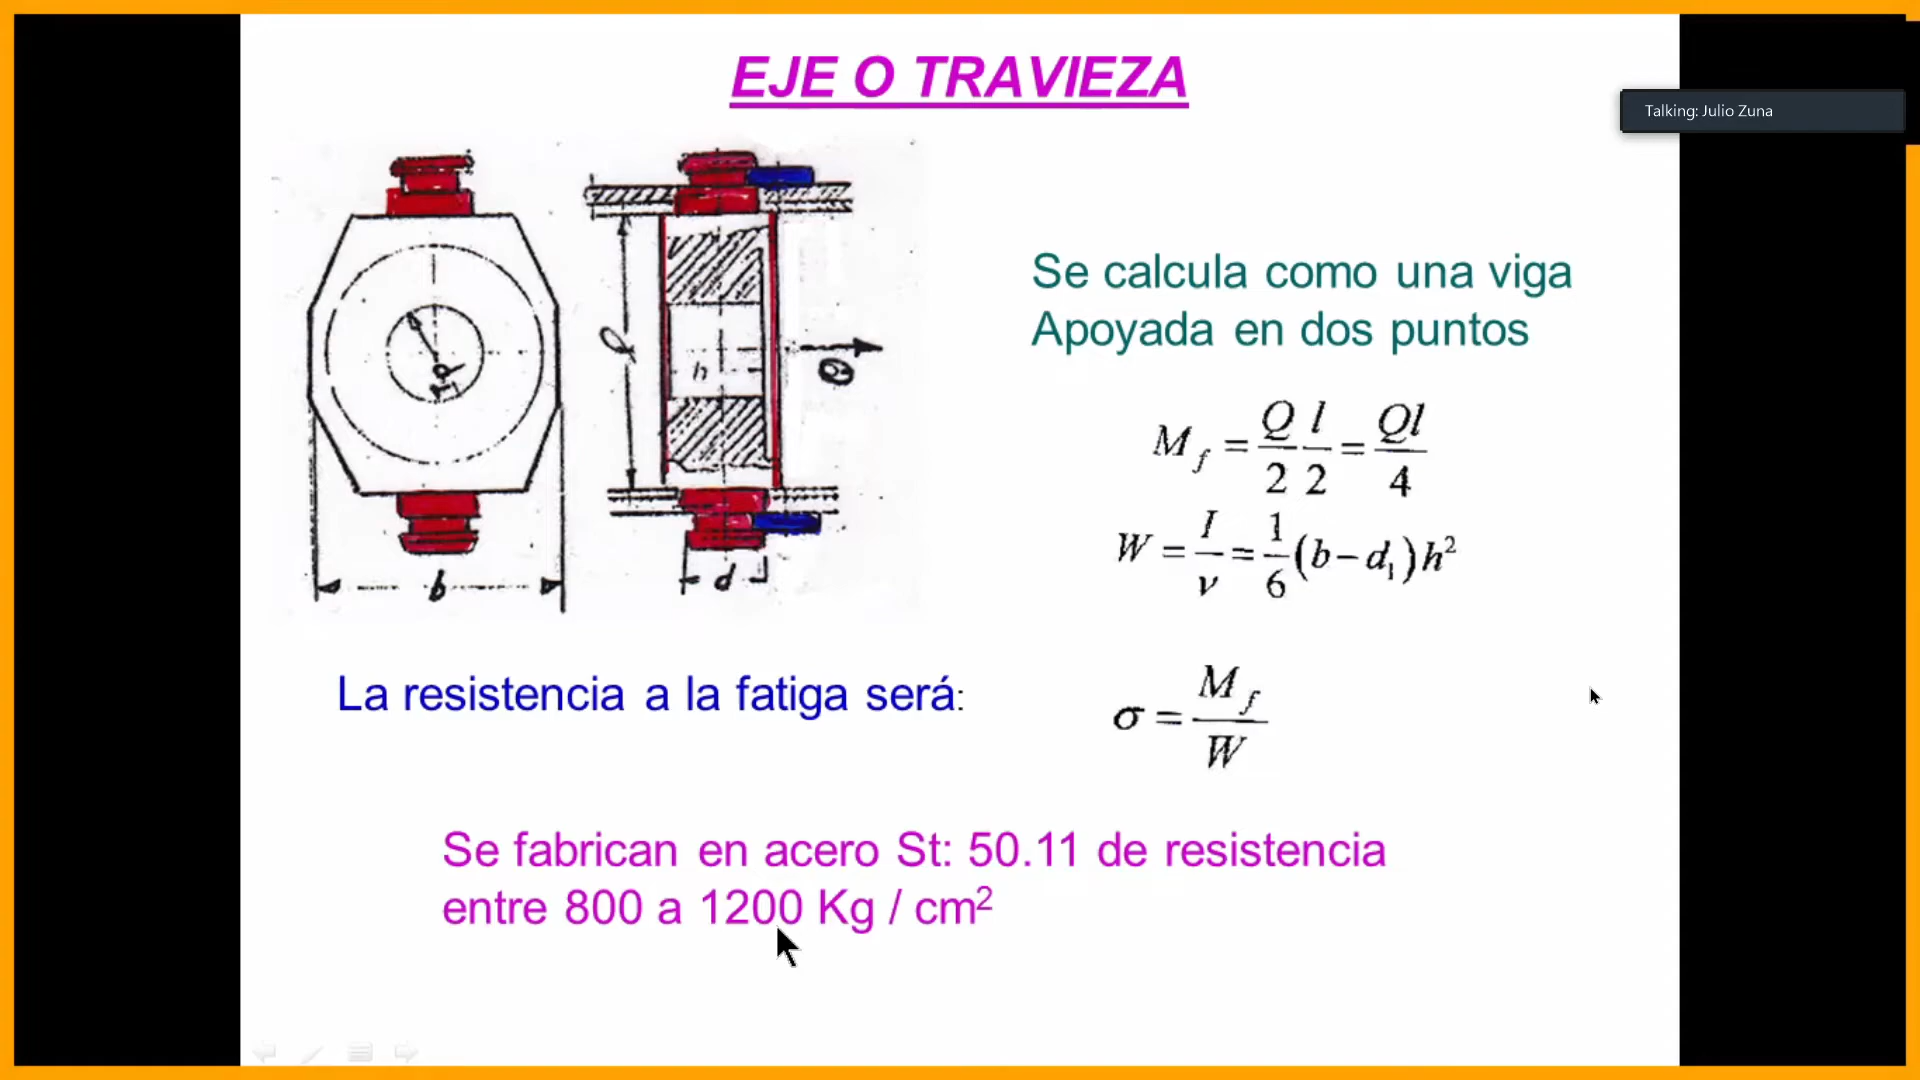 EJE O TRAVIEZA
Talking: Julio Zuna
l
h
Q
d₁
b
d
Se calcula como una viga
Apoyada en dos puntos
M_f = Q/2 l/2 = Ql/4
W = I/ν = 1/6 (b − d₁) h²
La resistencia a la fatiga será:
σ = M_f/W
Se fabrican en acero St: 50.11 de resistencia
entre 800 a 1200 Kg / cm²